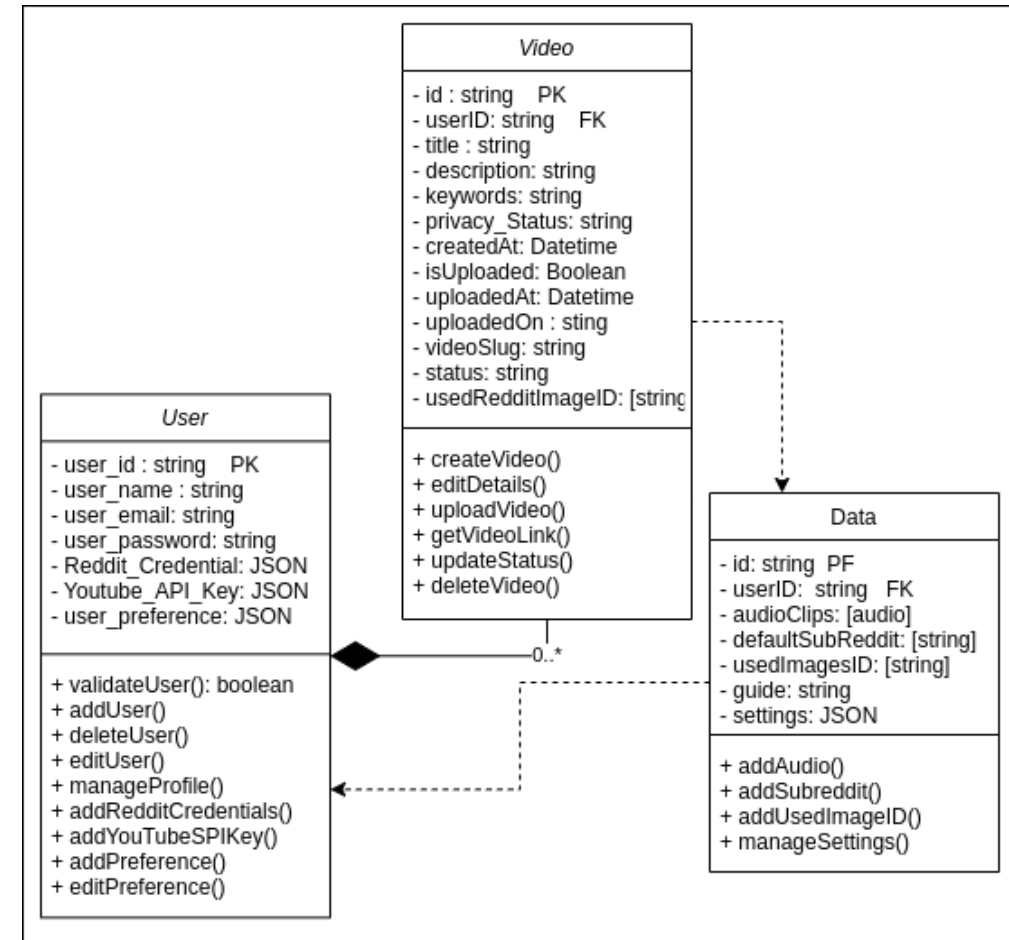 Video
- id : string PK
- userID: string FK
- title : string
- description: string
- keywords: string
- privacy_Status: string
- createdAt: Datetime
- isUploaded: Boolean
- uploadedAt: Datetime
- uploadedOn : sting
- videoSlug: string
- status: string
- usedRedditImageID: [string
+ createVideo()
+ editDetails()
+ uploadVideo()
+ getVideoLink()
+ updateStatus()
+ deleteVideo()
User
- user_id : string PK
- user_name : string
- user_email: string
- user_password: string
- Reddit_Credential: JSON
- Youtube_API_Key: JSON
- user_preference: JSON
+ validateUser(): boolean
+ addUser()
+ deleteUser()
+ editUser()
+ manageProfile()
+ addRedditCredentials()
+ addYouTubeSPIKey()
+ addPreference()
+ editPreference()
0..*
Data
- id: string PF
- userID: string FK
- audioClips: [audio]
- defaultSubReddit: [string]
- usedImagesID: [string]
- guide: string
- settings: JSON
+ addAudio()
+ addSubreddit()
+ addUsedImageID()
+ manageSettings()